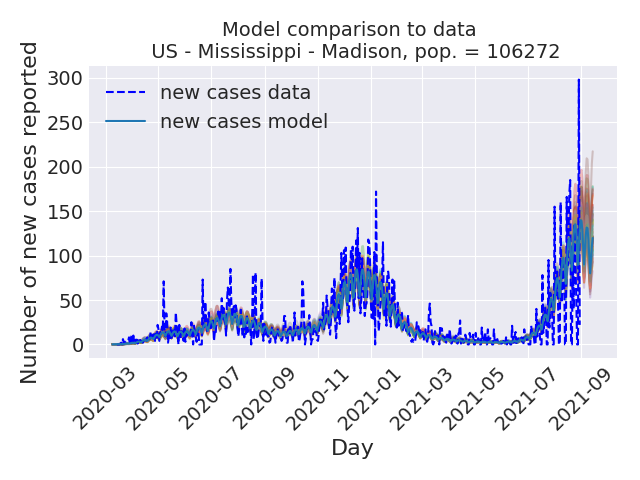 Model comparison to data
US - Mississippi - Madison, pop. = 106272
Number of new cases reported
300
250
200
150
100
50
0
new cases data
new cases model
2020-03
2020-05
2020-07
2020-09
2020-11
2021-01
2021-03
2021-05
2021-07
2021-09
Day